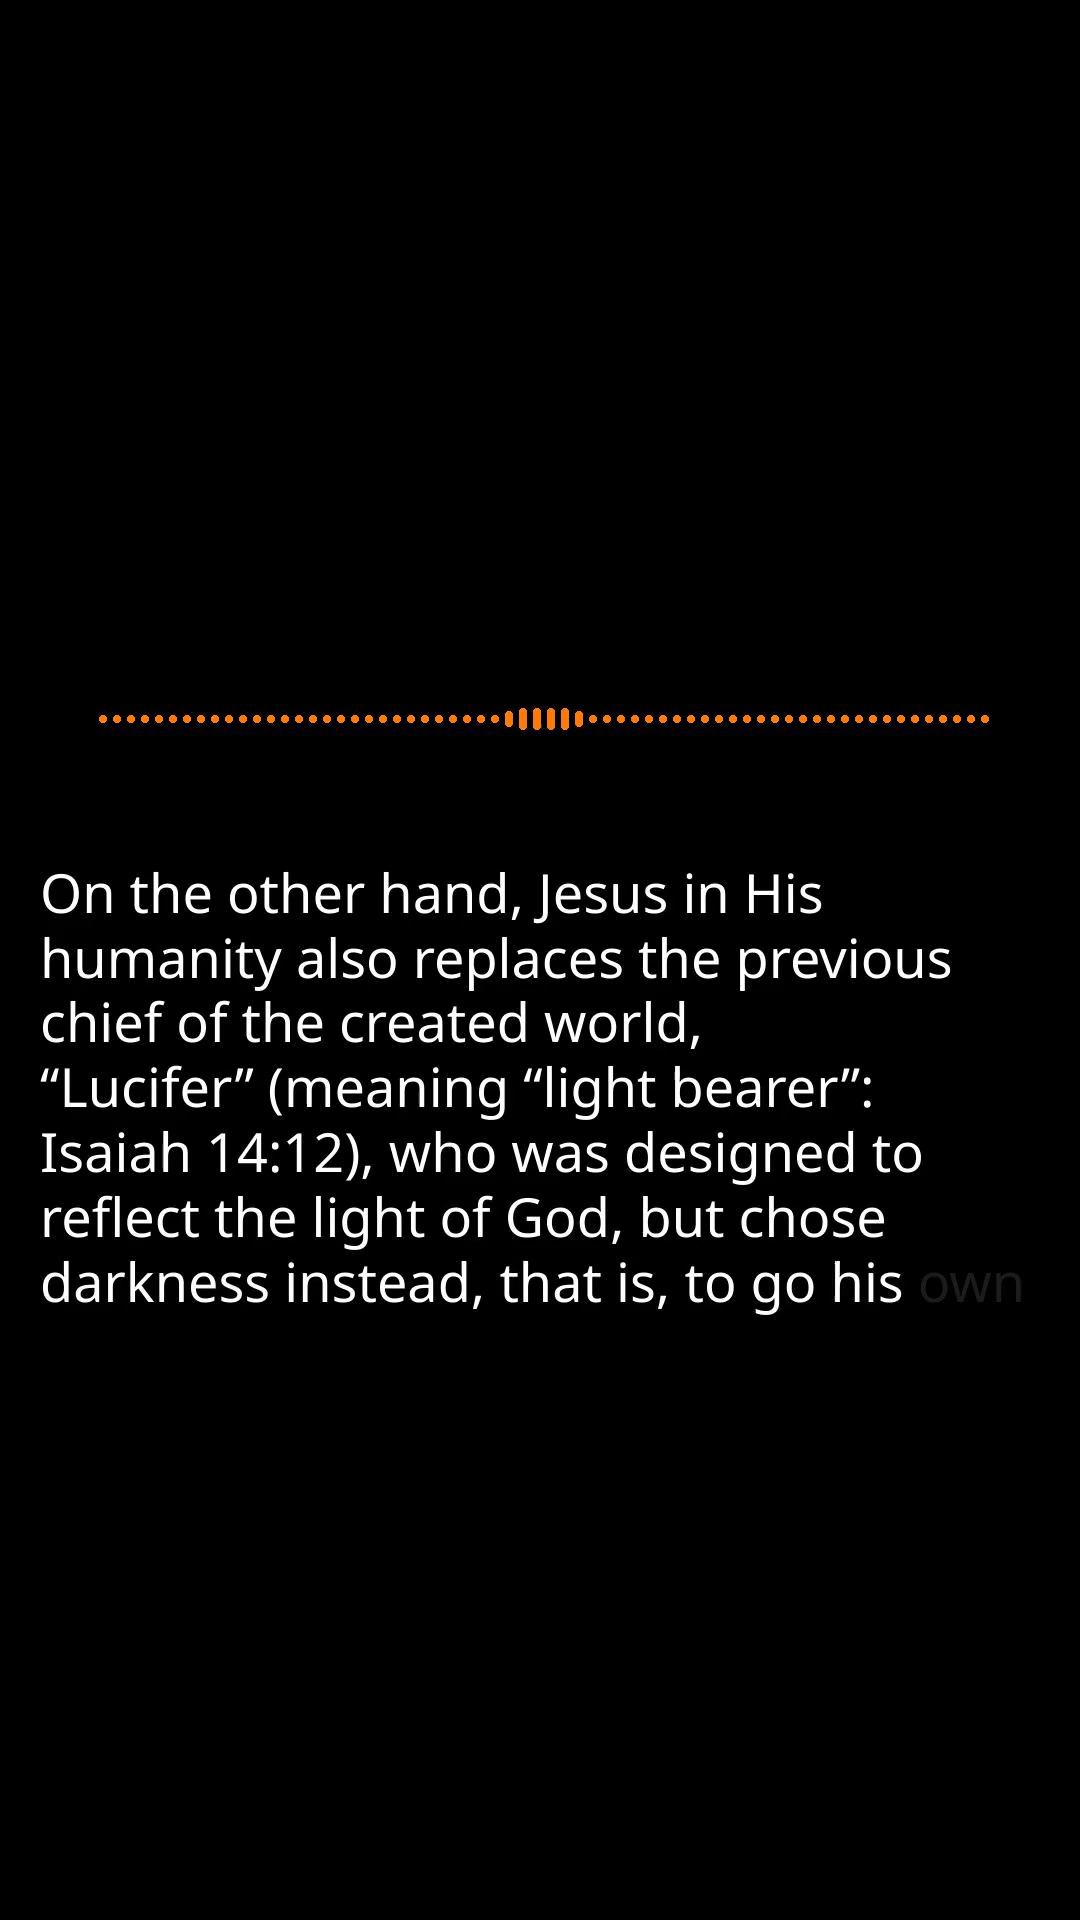 On the other hand, Jesus in His
humanity also replaces the previous
chief of the created world,
“Lucifer” (meaning “light bearer”:
Isaiah 14:12), who was designed to
reflect the light of God, but chose
darkness instead, that is, to go his own